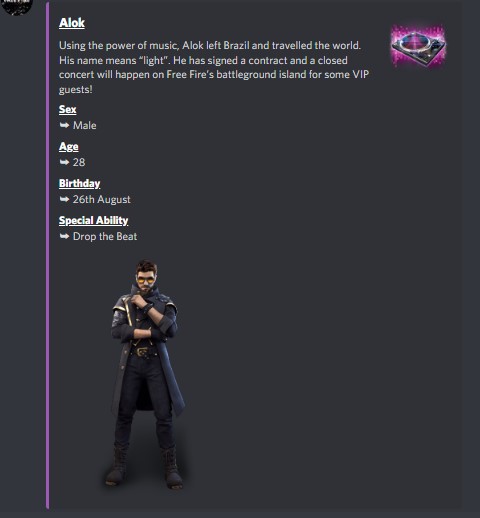 Alok
Using the power of music, Alok left Brazil and travelled the world.
His name means “light”. He has signed a contract and a closed
concert will happen on Free Fire’s battleground island for some VIP
guests!
Sex
➥ Male
Age
➥ 28
Birthday
➥ 26th August
Special Ability
➥ Drop the Beat